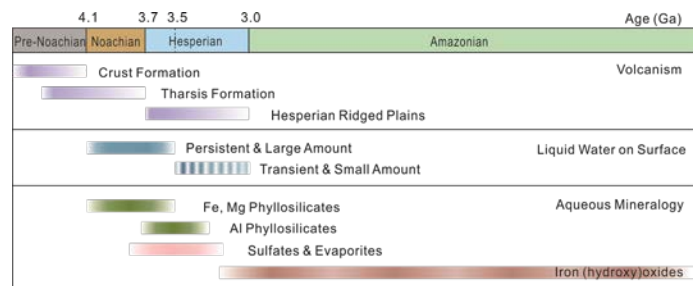 4.1 3.7 3.5 3.0 Age (Ga)
Pre-Noachian Noachian Hesperian Amazonian
Volcanism
Crust Formation
Tharsis Formation
Hesperian Ridged Plains
Liquid Water on Surface
Persistent & Large Amount
Transient & Small Amount
Aqueous Mineralogy
Fe, Mg Phyllosilicates
Al Phyllosilicates
Sulfates & Evaporites
Iron (hydroxy)oxides